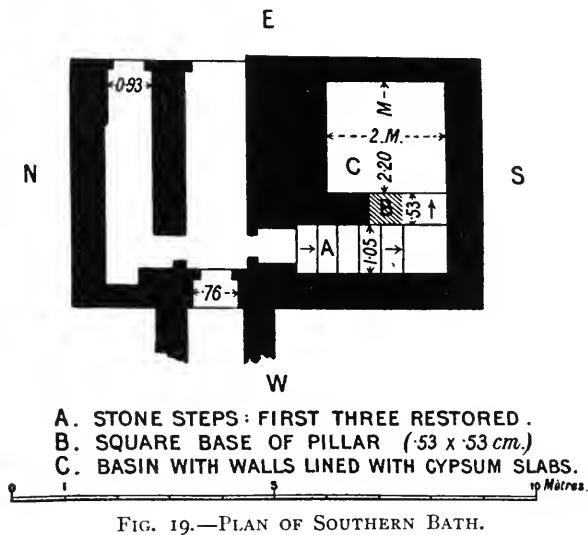 E
0.93
M
2.M.
N
C
2·20
S
B
·53
A
1·05
·76
W
A. STONE STEPS: FIRST THREE RESTORED.
B. SQUARE BASE OF PILLAR (·53 x ·53 cm.)
C. BASIN WITH WALLS LINED WITH GYPSUM SLABS.
0 1 5 10 Mètres.
FIG. 19.—PLAN OF SOUTHERN BATH.